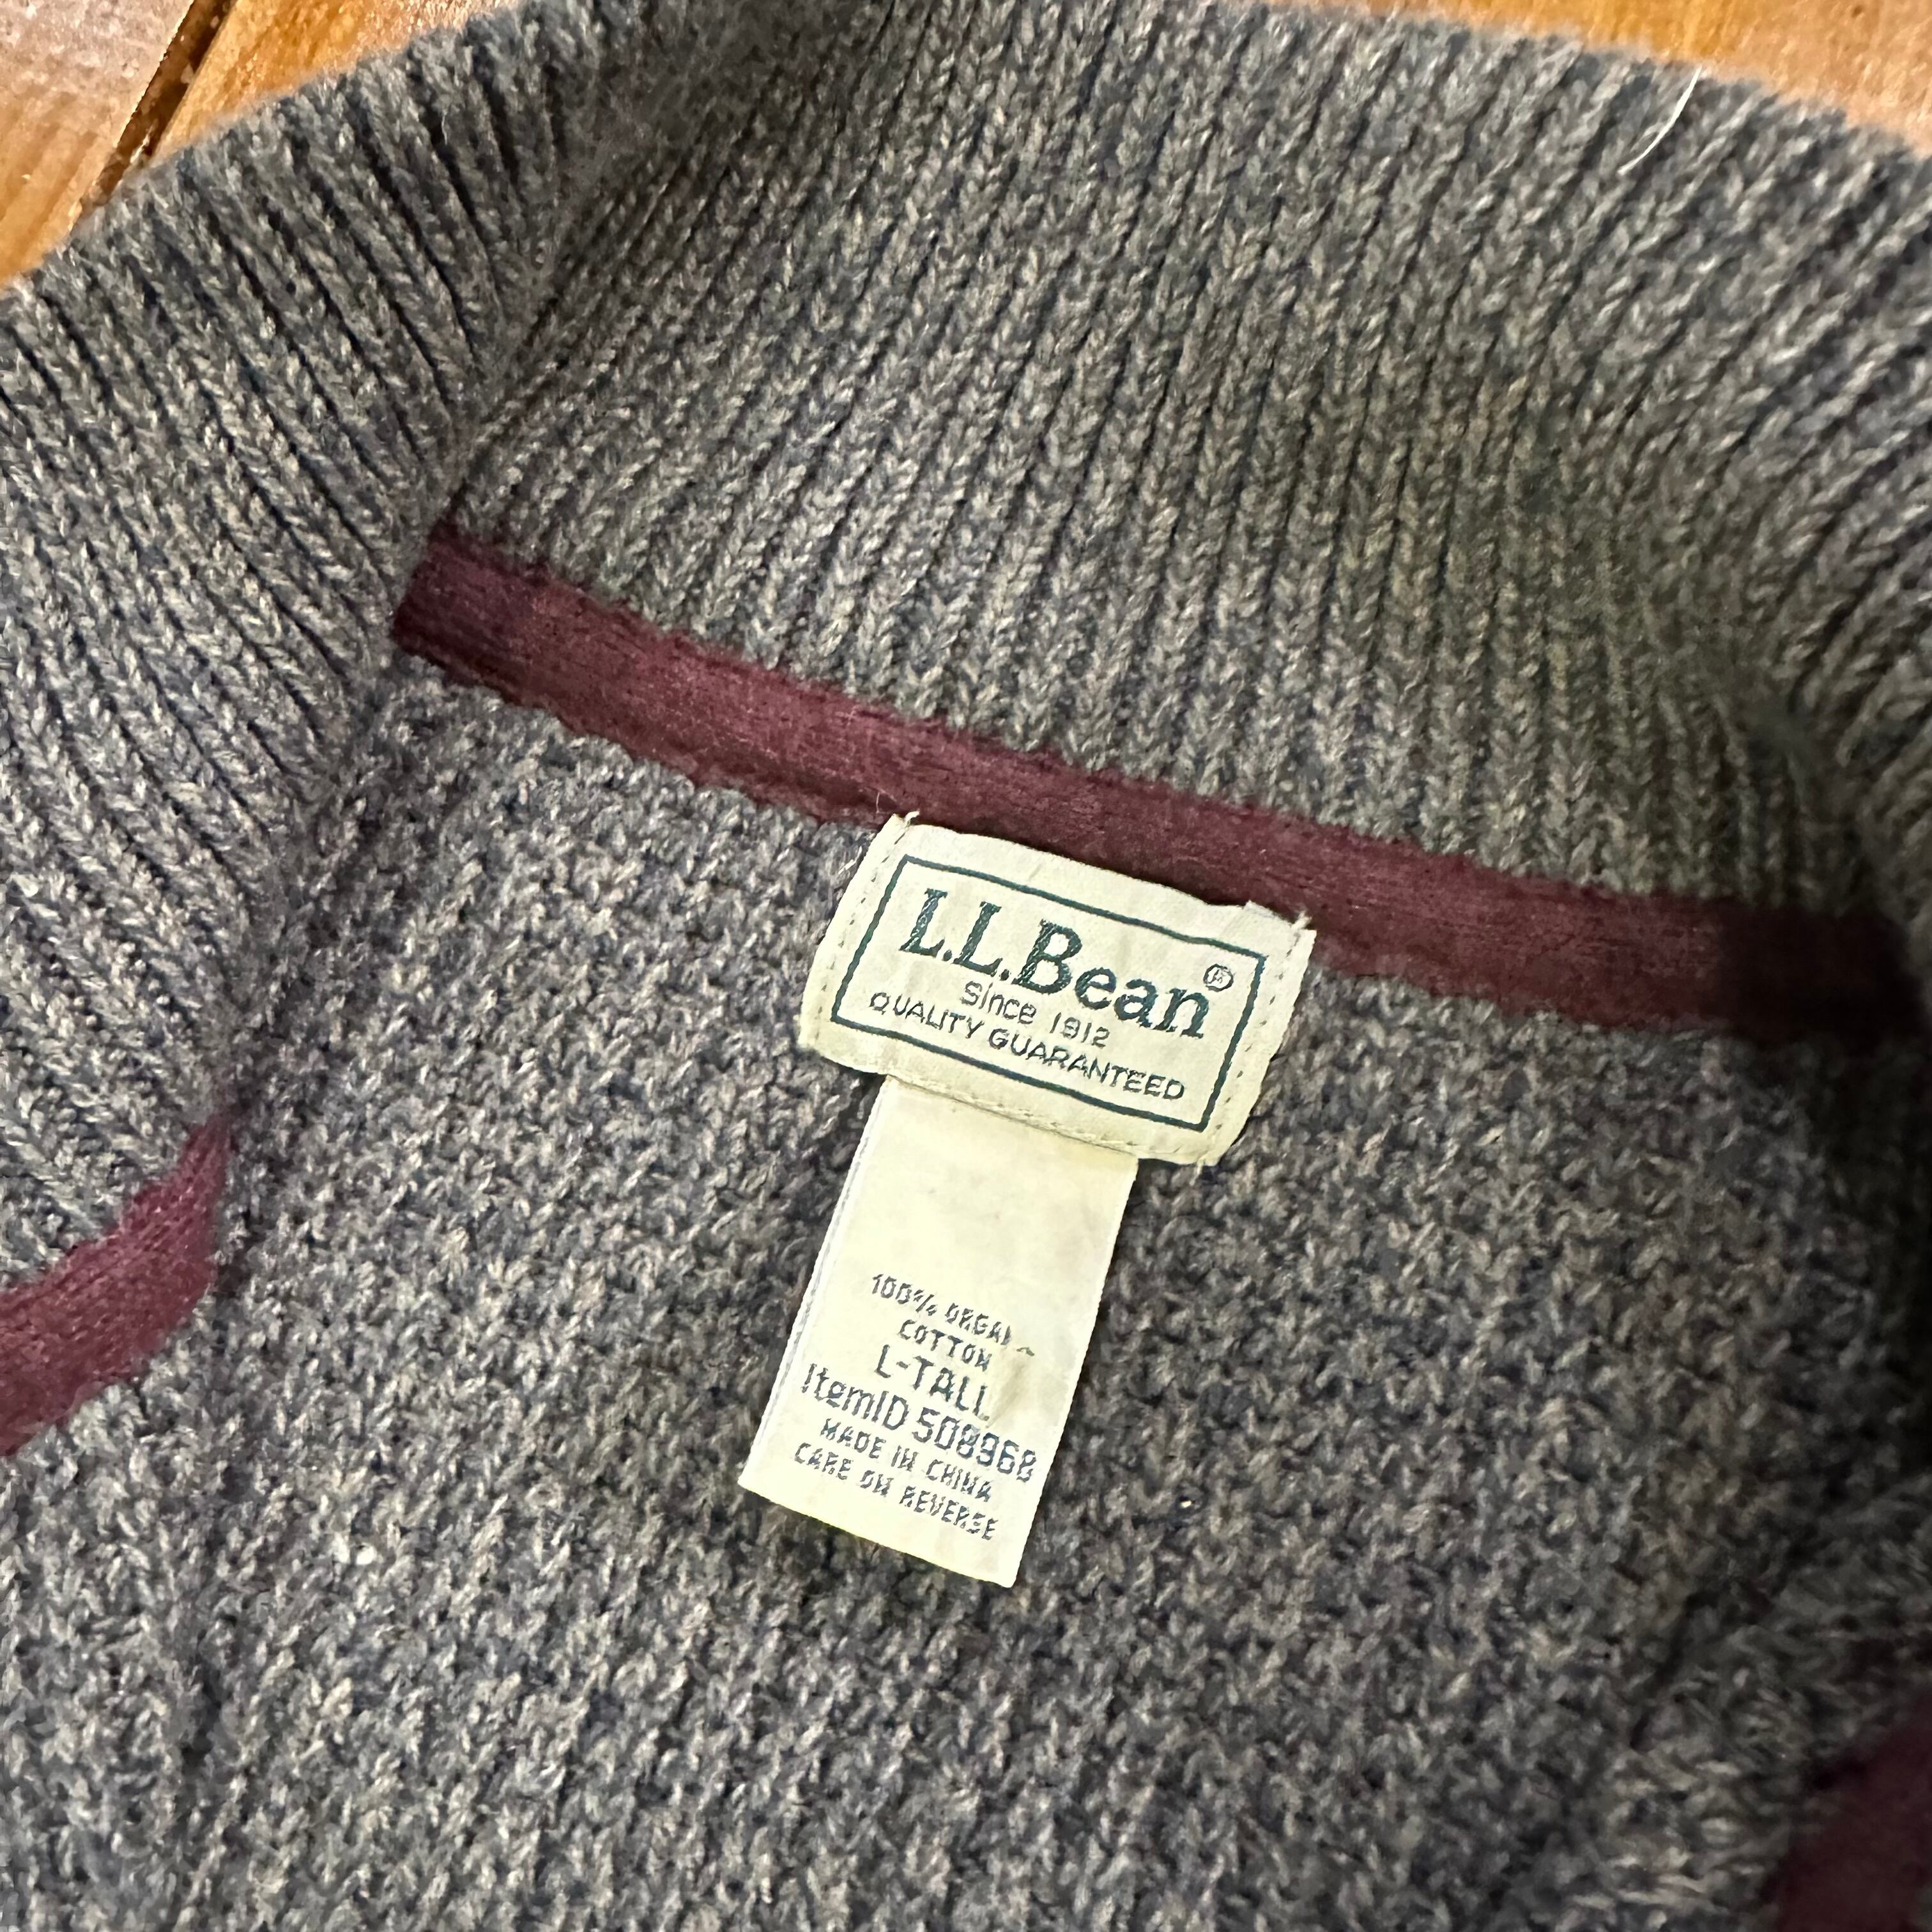 L.L.Bean®
Since 1912
QUALITY GUARANTEED
100%
COTTON
L-TALL
ItemID 508968
MADE IN CHINA
CARE ON REVERSE